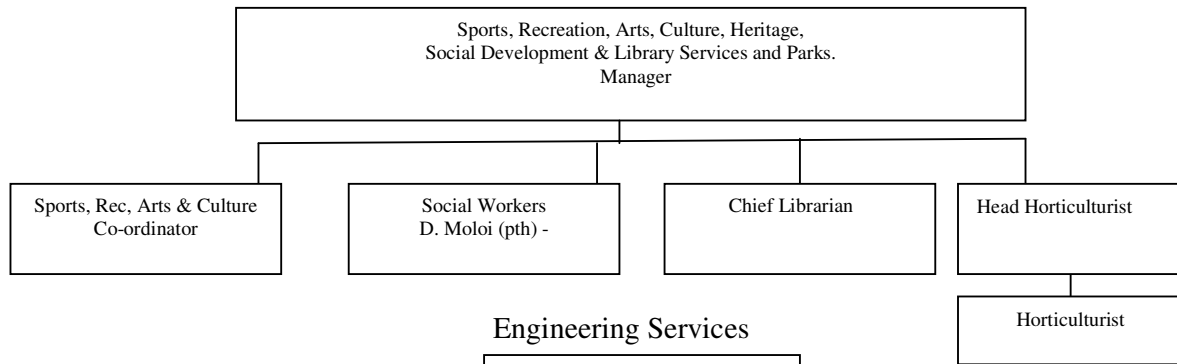 Sports, Recreation, Arts, Culture, Heritage,
Social Development & Library Services and Parks.
Manager
Sports, Rec, Arts & Culture
Co-ordinator
Social Workers
D. Moloi (pth) -
Chief Librarian
Head Horticulturist
Horticulturist
Engineering Services